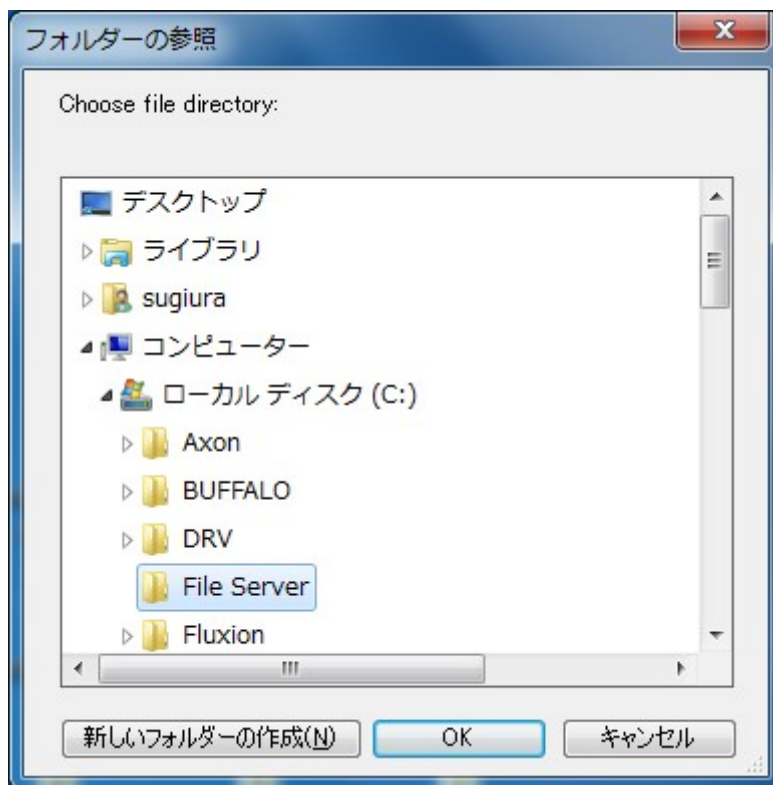 フォルダーの参照
Choose file directory:
デスクトップ
ライブラリ
sugiura
コンピューター
ローカル ディスク (C:)
Axon
BUFFALO
DRV
File Server
Fluxion
新しいフォルダーの作成(N) OK キャンセル